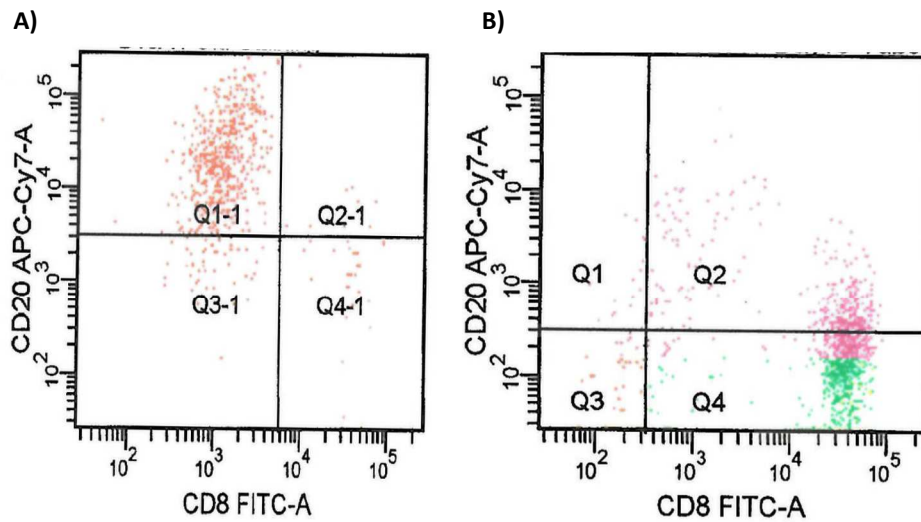 A)
CD20 APC-Cy7-A
10^5
10^4
10^3
10^2
Q1-1
Q2-1
Q3-1
Q4-1
10^2
10^3
10^4
10^5
CD8 FITC-A
B)
CD20 APC-Cy7-A
10^5
10^4
10^3
10^2
Q1
Q2
Q3
Q4
10^2
10^3
10^4
10^5
CD8 FITC-A